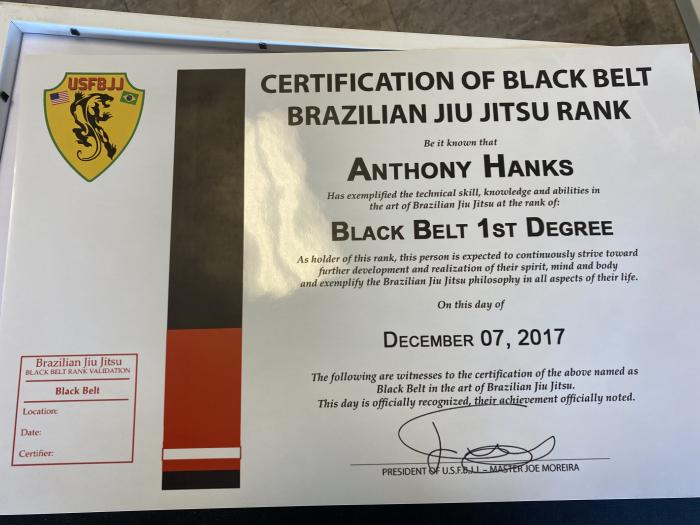 USFBJJ
CERTIFICATION OF BLACK BELT
BRAZILIAN JIU JITSU RANK
Be it known that
ANTHONY HANKS
Has exemplified the technical skill, knowledge and abilities in
the art of Brazilian Jiu Jitsu at the rank of:
BLACK BELT 1ST DEGREE
As holder of this rank, this person is expected to continuously strive toward
further development and realization of their spirit, mind and body
and exemplify the Brazilian Jiu Jitsu philosophy in all aspects of their life.
On this day of
DECEMBER 07, 2017
The following are witnesses to the certification of the above named as
Black Belt in the art of Brazilian Jiu Jitsu.
This day is officially recognized, their achievement officially noted.
PRESIDENT OF U.S.F.B.J.J. – MASTER JOE MOREIRA
Brazilian Jiu Jitsu
BLACK BELT RANK VALIDATION
Black Belt
Location:
Date:
Certifier: